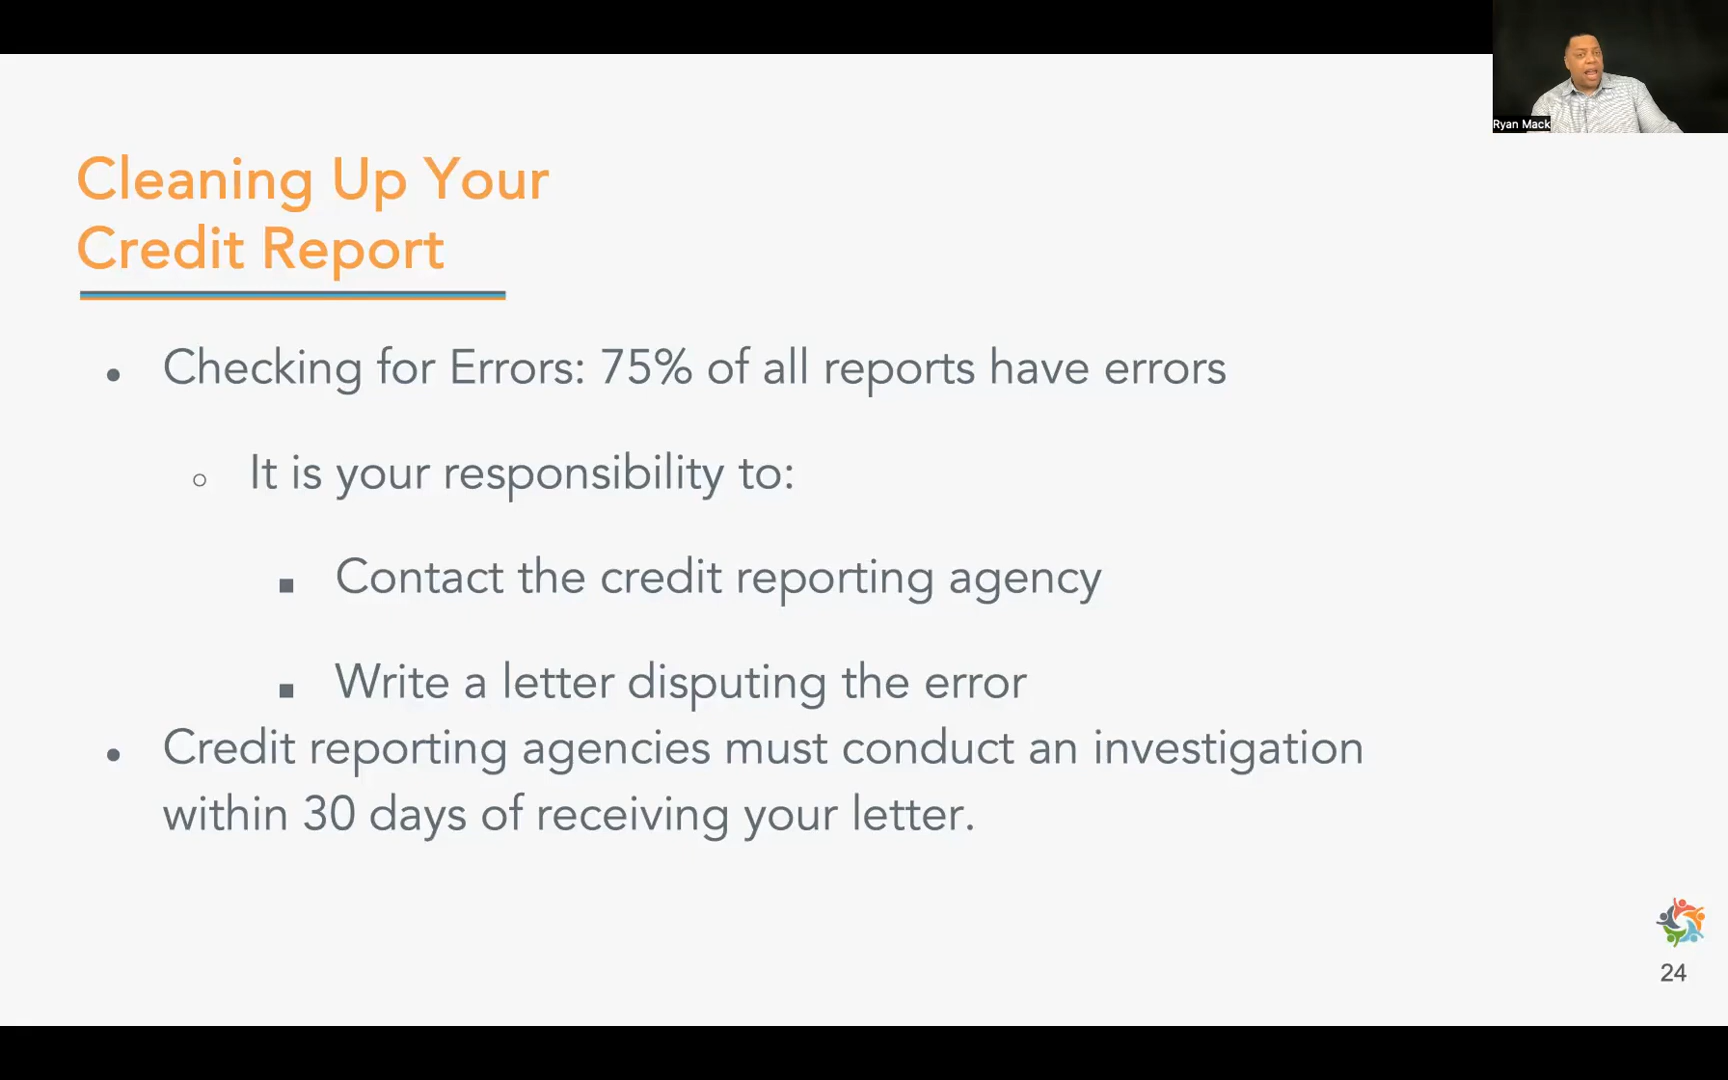 Ryan Mack
Cleaning Up Your
Credit Report
• Checking for Errors: 75% of all reports have errors
○ It is your responsibility to:
■ Contact the credit reporting agency
■ Write a letter disputing the error
• Credit reporting agencies must conduct an investigation
within 30 days of receiving your letter.
24